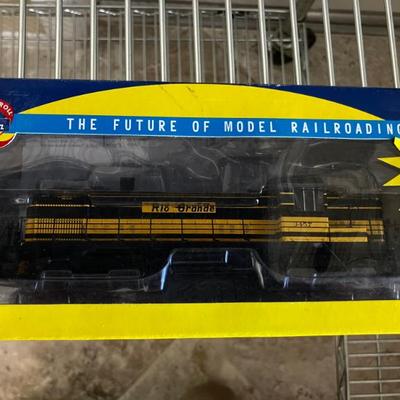 THE FUTURE OF MODEL RAILROADING
Rio Grande